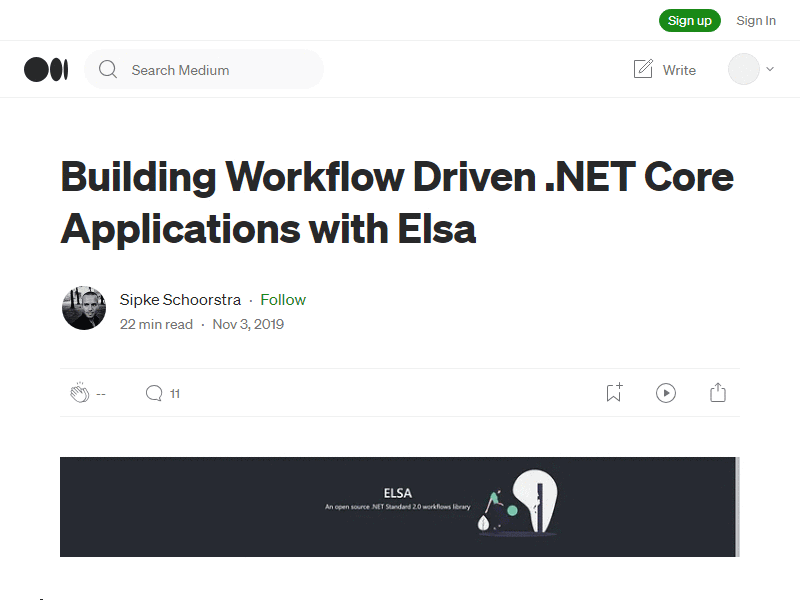 Sign up
Sign In
Search Medium
Write
Building Workflow Driven .NET Core
Applications with Elsa
Sipke Schoorstra · Follow
22 min read · Nov 3, 2019
--
11
ELSA
An open source .NET Standard 2.0 workflows library